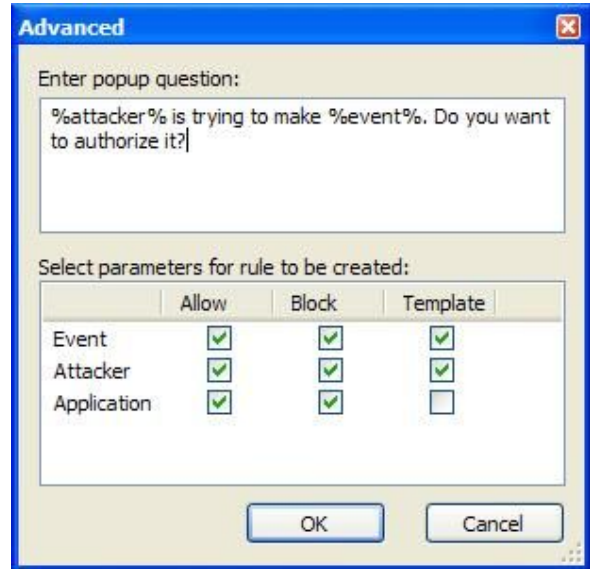 Advanced
Enter popup question:
%attacker% is trying to make %event%. Do you want
to authorize it?
Select parameters for rule to be created:
Allow Block Template
Event
Attacker
Application
OK Cancel